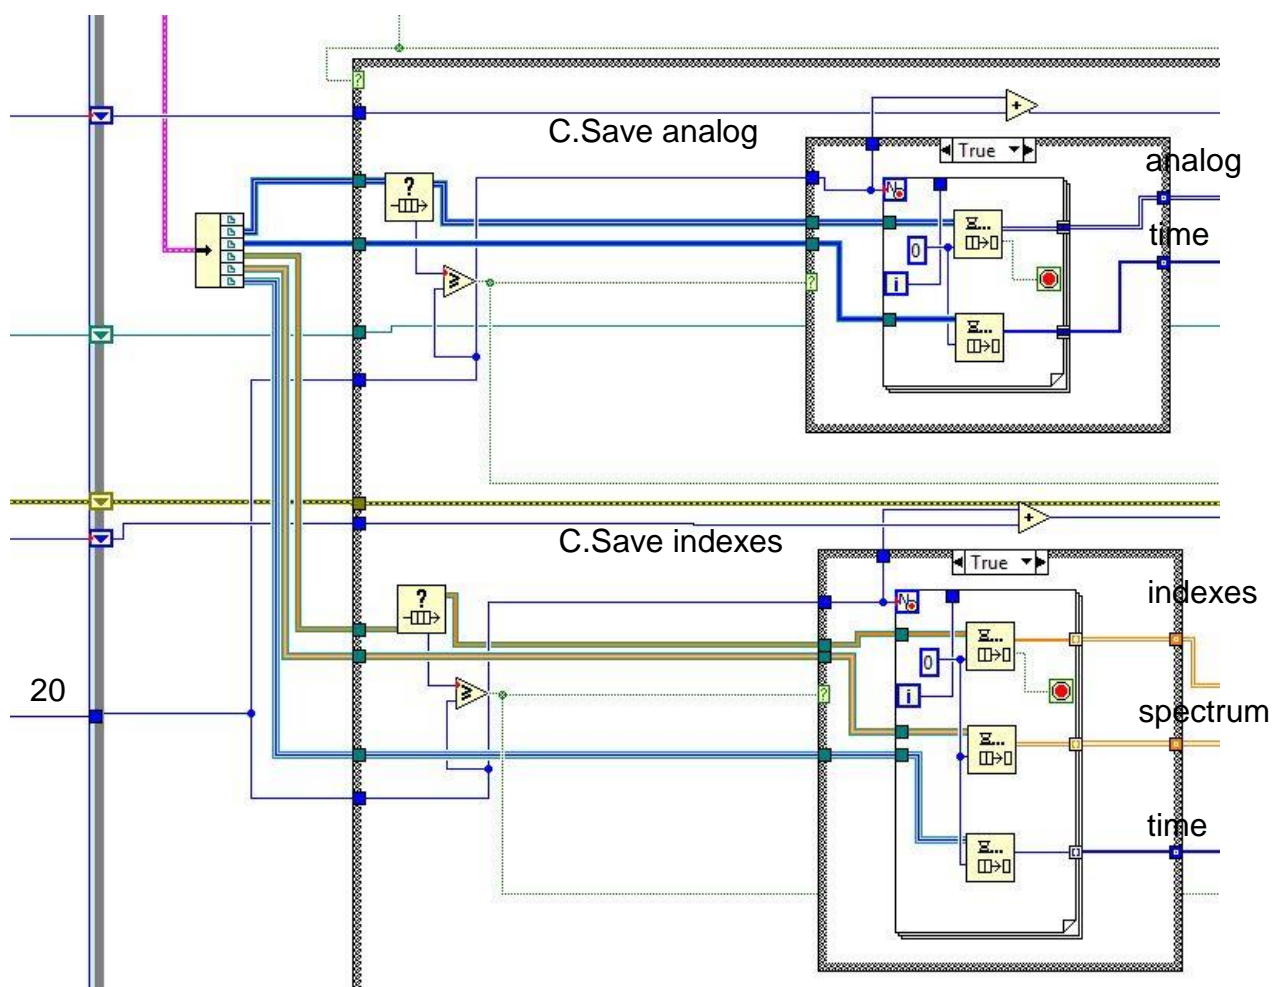 ?
C.Save analog
True
analog
?
N
time
0
i
?
C.Save indexes
True
?
N
indexes
0
20
i
?
spectrum
time